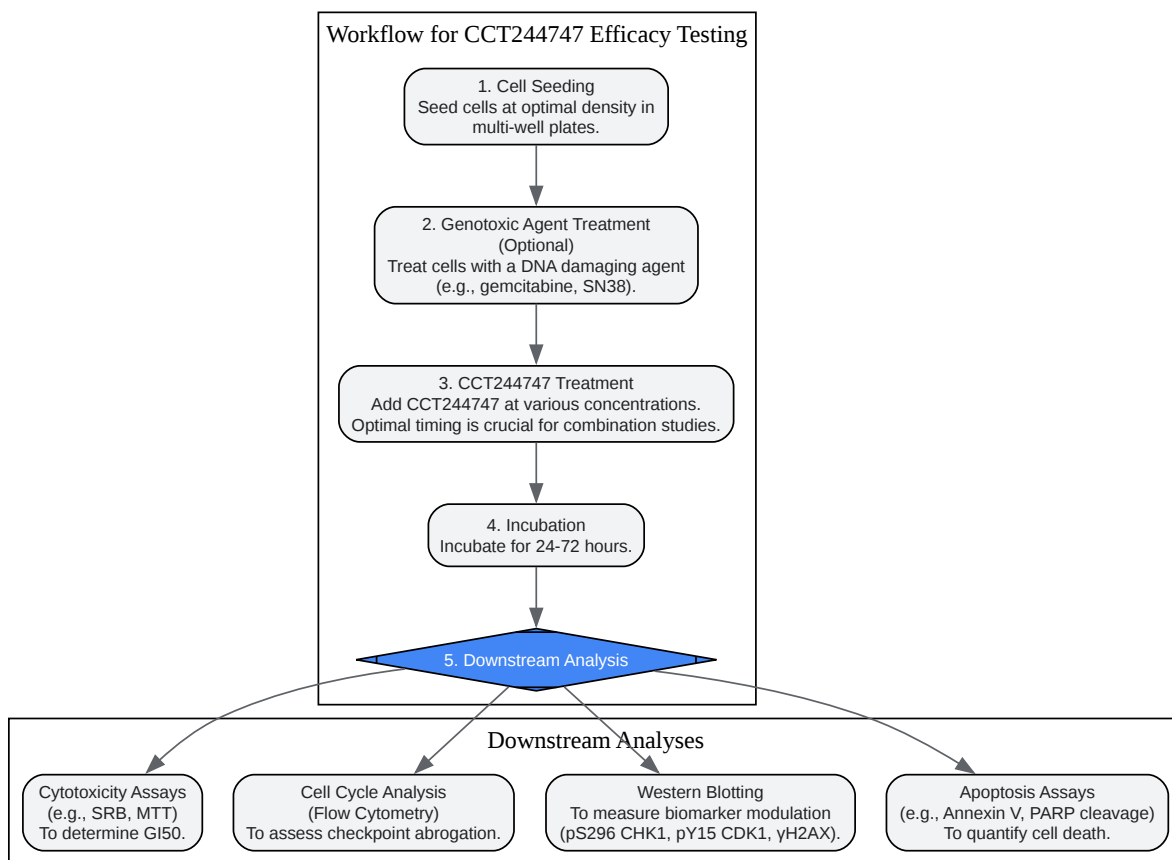 Workflow for CCT244747 Efficacy Testing
1. Cell Seeding
Seed cells at optimal density in
multi-well plates.
2. Genotoxic Agent Treatment
(Optional)
Treat cells with a DNA damaging agent
(e.g., gemcitabine, SN38).
3. CCT244747 Treatment
Add CCT244747 at various concentrations.
Optimal timing is crucial for combination studies.
4. Incubation
Incubate for 24-72 hours.
5. Downstream Analysis
Downstream Analyses
Cytotoxicity Assays
(e.g., SRB, MTT)
To determine GI50.
Cell Cycle Analysis
(Flow Cytometry)
To assess checkpoint abrogation.
Western Blotting
To measure biomarker modulation
(pS296 CHK1, pY15 CDK1, γH2AX).
Apoptosis Assays
(e.g., Annexin V, PARP cleavage)
To quantify cell death.